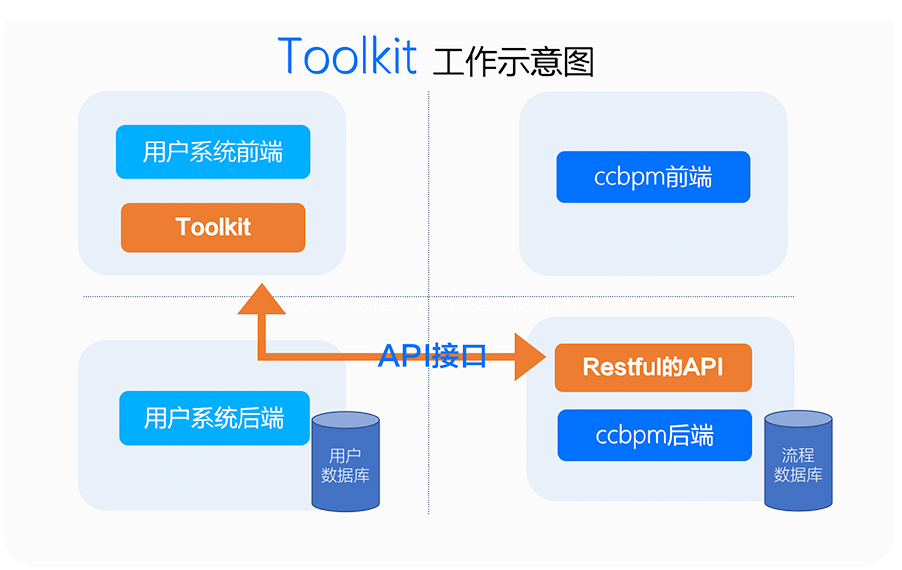 Toolkit 工作示意图
用户系统前端
Toolkit
ccbpm前端
API接口
用户系统后端
用户
数据库
Restful的API
ccbpm后端
流程
数据库